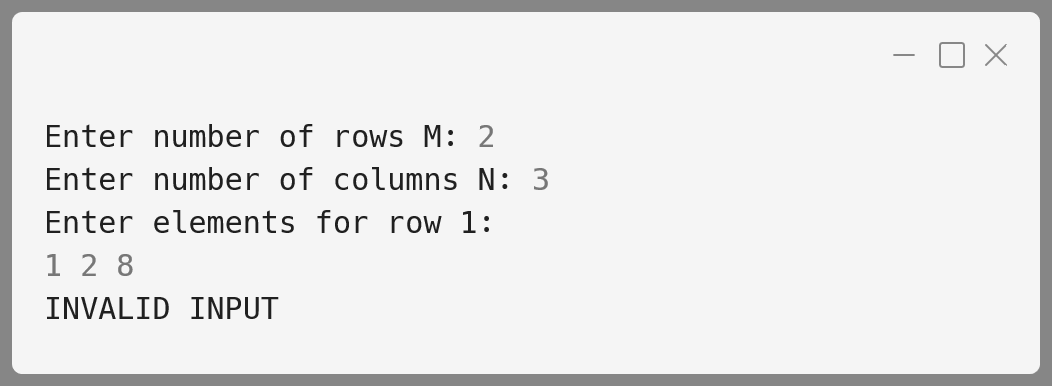 Enter number of rows M: 2
Enter number of columns N: 3
Enter elements for row 1:
1 2 8
INVALID INPUT